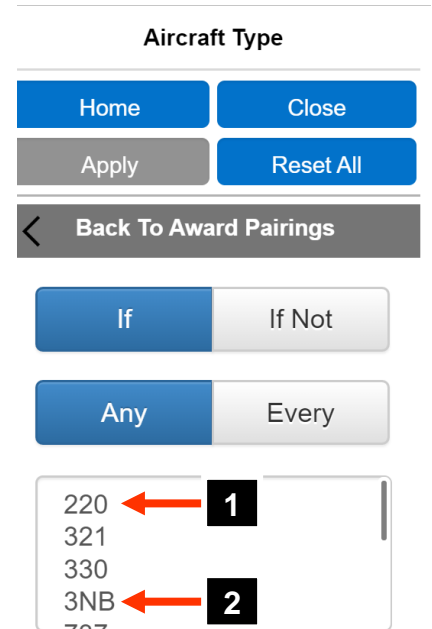 Aircraft Type
Home Close
Apply Reset All
Back To Award Pairings
If If Not
Any Every
220 1
321
330
3NB 2